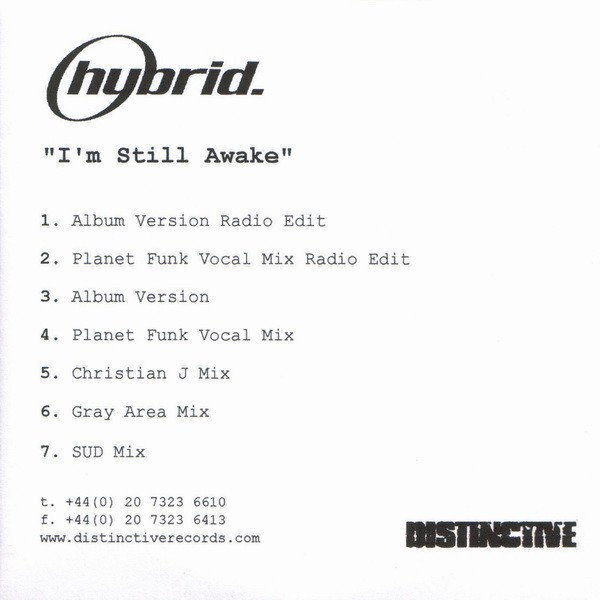 hybrid.
"I'm Still Awake"
1. Album Version Radio Edit
2. Planet Funk Vocal Mix Radio Edit
3. Album Version
4. Planet Funk Vocal Mix
5. Christian J Mix
6. Gray Area Mix
7. SUD Mix
t. +44(0) 20 7323 6610
f. +44(0) 20 7323 6413
www.distinctiverecords.com
DISTINCTIVE